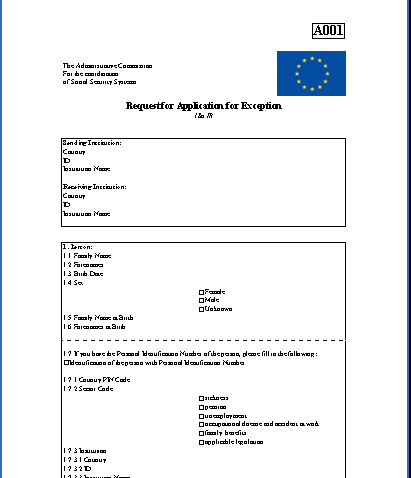 A001
The Administrative Commission
For the coordination
of Social Security Systems
Request for Application for Exception
Sending Institution:
Country
ID
Institution Name
Receiving Institution:
Country
ID
Institution Name
1. Person:
1.1 Family Name
1.2 Forenames
1.3 Birth Date
1.4 Sex
Female
Male
Unknown
1.5 Family Name at Birth
1.6 Forenames at Birth
1.7 If you have the Personal Identification Number of the person, please fill in the following:
Identification of the person with Personal Identification Number
1.7.1 Country PIN Code
1.7.2 Sector Code
sickness
pension
unemployment
occupational disease and accident at work
family benefits
applicable legislation
1.7.3 Institution
1.7.3.1 Country
1.7.3.2 ID
1.7.3.3 Institution Name